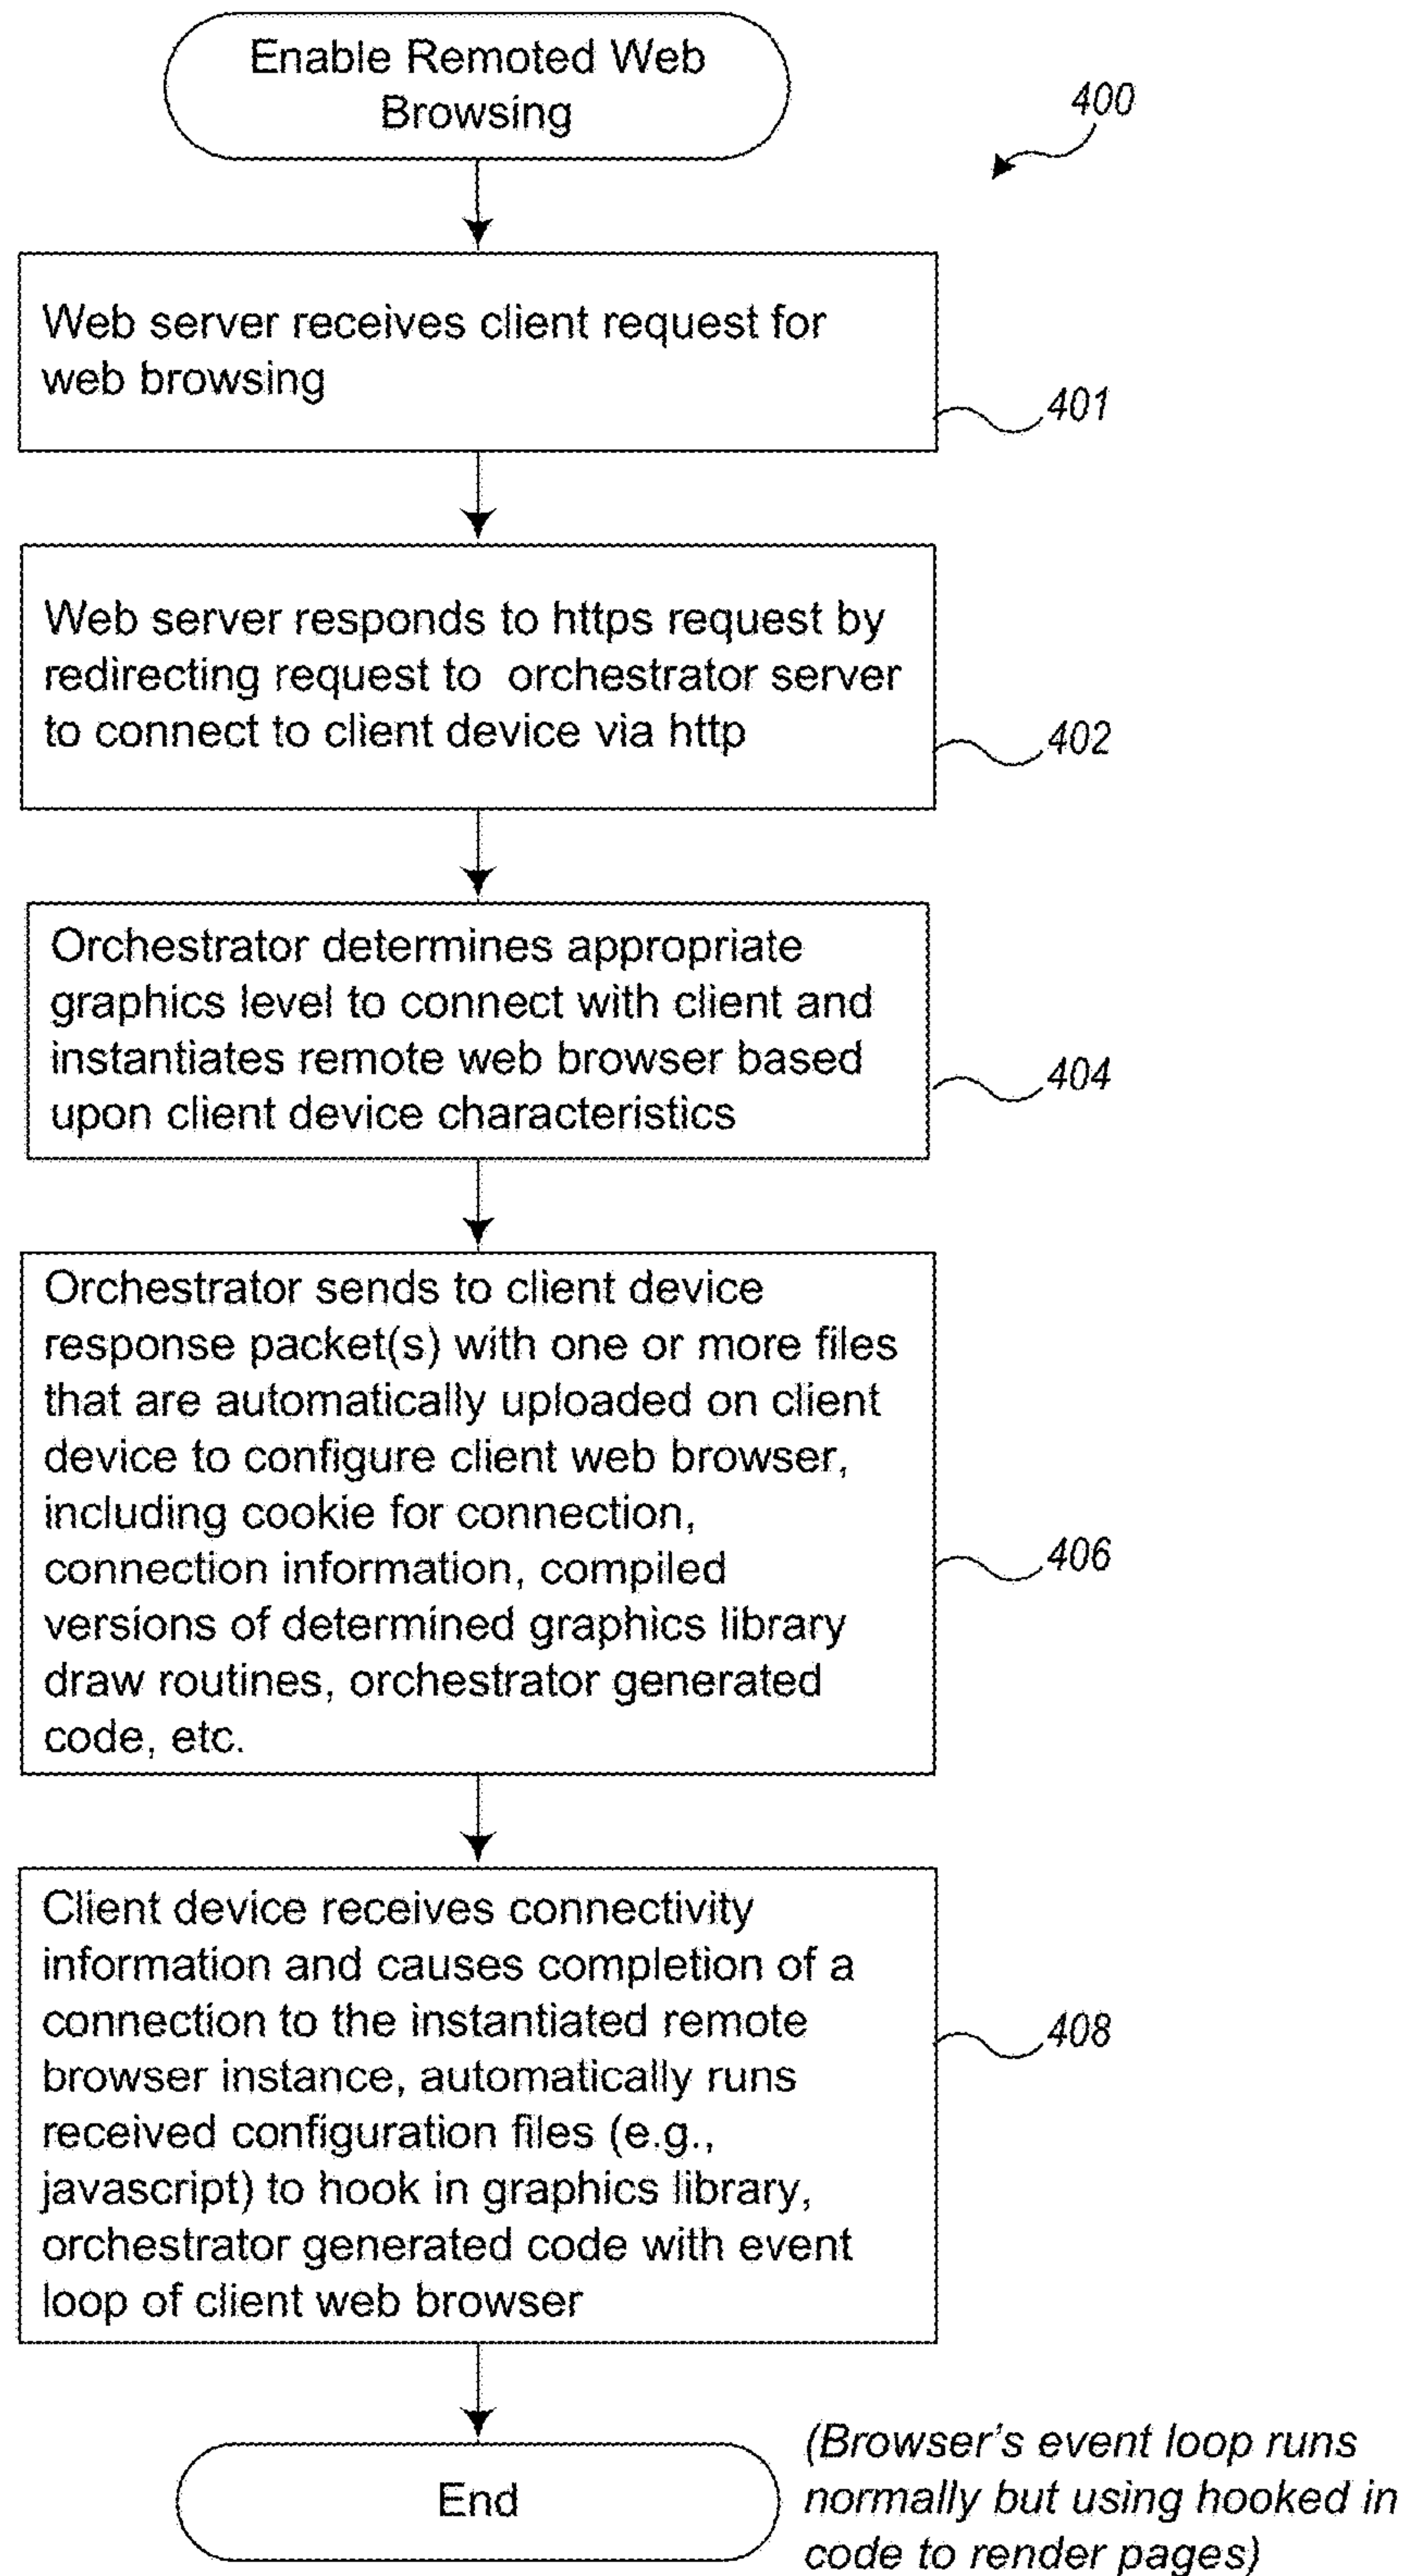 Enable Remoted Web
Browsing
400
Web server receives client request for
web browsing
401
Web server responds to https request by
redirecting request to orchestrator server
to connect to client device via http
402
Orchestrator determines appropriate
graphics level to connect with client and
instantiates remote web browser based
upon client device characteristics
404
Orchestrator sends to client device
response packet(s) with one or more files
that are automatically uploaded on client
device to configure client web browser,
including cookie for connection,
connection information, compiled
versions of determined graphics library
draw routines, orchestrator generated
code, etc.
406
Client device receives connectivity
information and causes completion of a
connection to the instantiated remote
browser instance, automatically runs
received configuration files (e.g.,
javascript) to hook in graphics library,
orchestrator generated code with event
loop of client web browser
408
End
(Browser's event loop runs
normally but using hooked in
code to render pages)